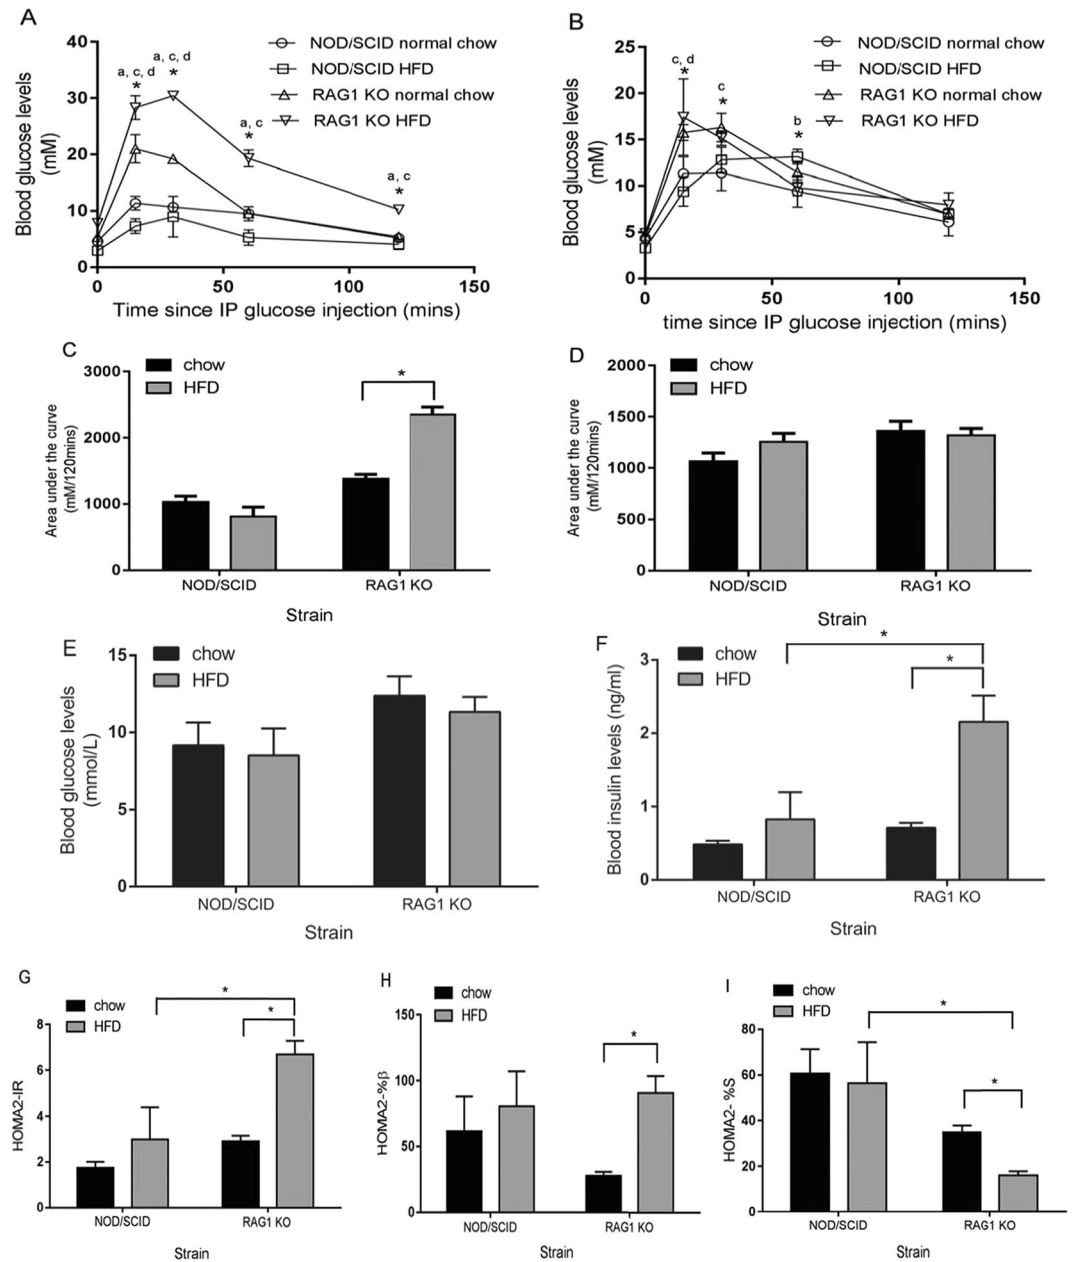 A
NOD/SCID normal chow
NOD/SCID HFD
RAG1 KO normal chow
RAG1 KO HFD
a, c, d
*
a, c, d
*
a, c
*
a, c
*
Blood glucose levels
(mM)
40
30
20
10
0
0
50
100
150
Time since IP glucose injection (mins)
B
NOD/SCID normal chow
NOD/SCID HFD
RAG1 KO normal chow
RAG1 KO HFD
c, d
*
c
*
b
*
Blood glucose levels
(mM)
25
20
15
10
5
0
0
50
100
150
time since IP glucose injection (mins)
C
chow
HFD
*
Area under the curve
(mM/120mins)
3000
2000
1000
0
NOD/SCID
RAG1 KO
Strain
D
chow
HFD
Area under the curve
(mM/120mins)
2000
1500
1000
500
0
NOD/SCID
RAG1 KO
Strain
E
chow
HFD
Blood glucose levels
(mmol/L)
15
10
5
0
NOD/SCID
RAG1 KO
Strain
F
chow
HFD
*
*
Blood insulin levels (ng/ml)
3
2
1
0
NOD/SCID
RAG1 KO
Strain
G
chow
HFD
*
*
HOMA2-IR
8
6
4
2
0
NOD/SCID
RAG1 KO
Strain
H
chow
HFD
*
HOMA2-%β
150
100
50
0
NOD/SCID
RAG1 KO
Strain
I
chow
HFD
*
*
HOMA2- %S
80
60
40
20
0
NOD/SCID
RAG1 KO
Strain